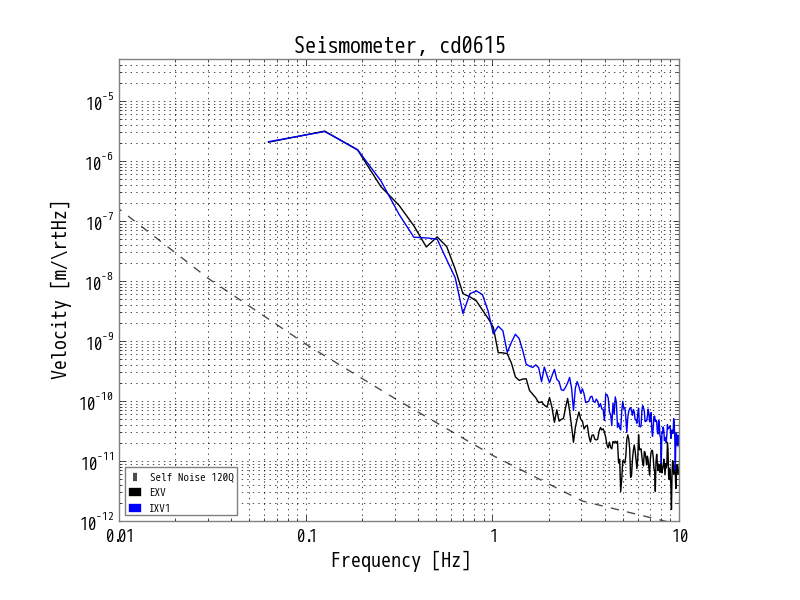 Seismometer, cd0615
Velocity [m/\rtHz]
10^-5
10^-6
10^-7
10^-8
10^-9
10^-10
10^-11
10^-12
Self Noise 120Q
EXV
IXV1
0.01
0.1
1
10
Frequency [Hz]